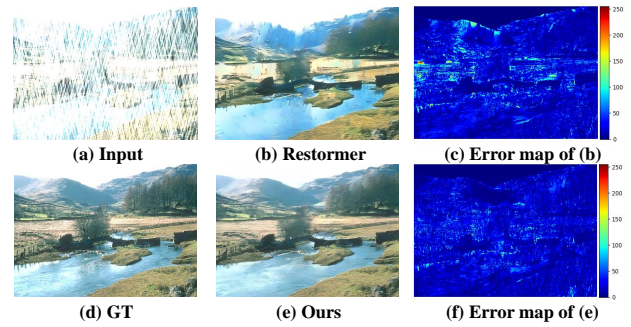 250
200
150
100
50
0
(a) Input
(b) Restormer
(c) Error map of (b)
250
200
150
100
50
0
(d) GT
(e) Ours
(f) Error map of (e)